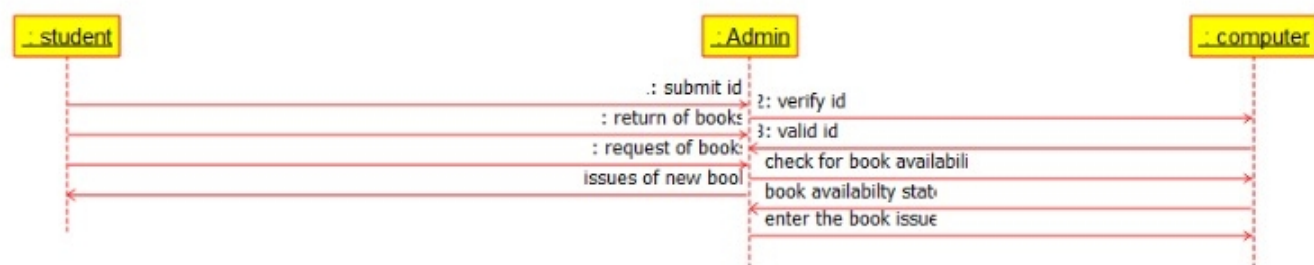 : student
: Admin
: computer
.: submit id
2: verify id
: return of books
3: valid id
: request of book
check for book availabili
issues of new bool
book availabilty stat
enter the book issue